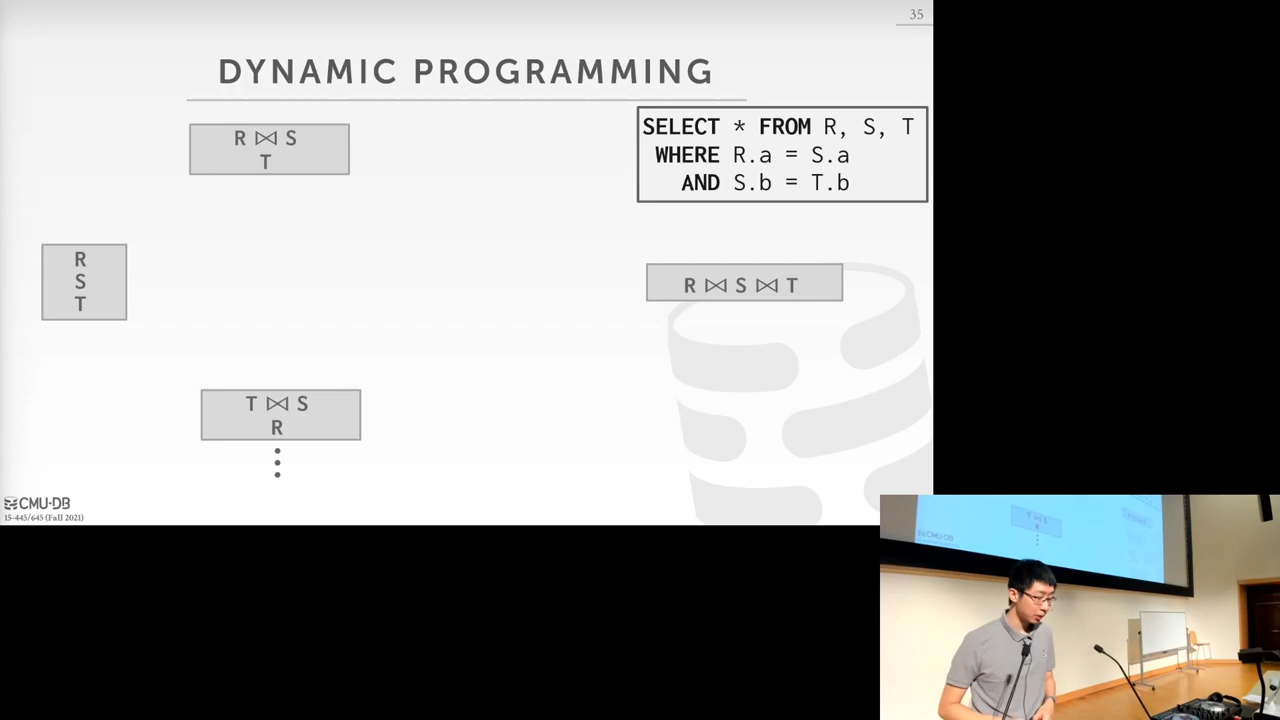 35
DYNAMIC PROGRAMMING
R ⋈ S
T
SELECT * FROM R, S, T
WHERE R.a = S.a
AND S.b = T.b
R
S
T
R ⋈ S ⋈ T
T ⋈ S
R
CMU·DB
15-445/645 (Fall 2021)